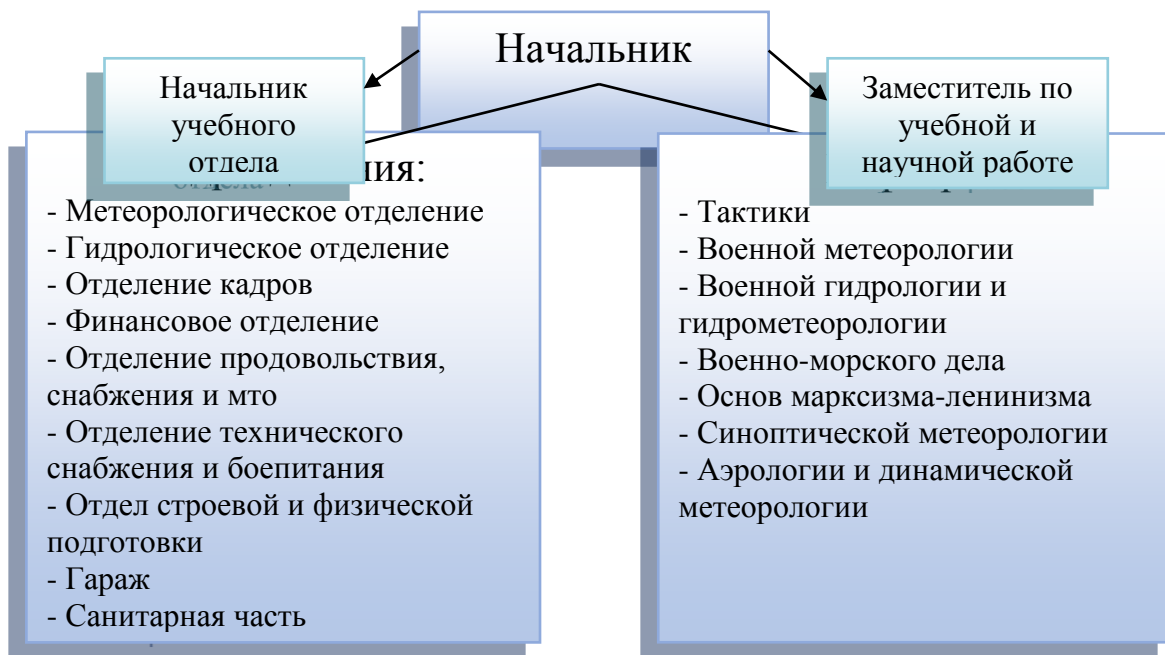 Начальник
Начальник
учебного
отдела
Заместитель по
учебной и
научной работе
ния:
- Метеорологическое отделение
- Гидрологическое отделение
- Отделение кадров
- Финансовое отделение
- Отделение продовольствия,
снабжения и мто
- Отделение технического
снабжения и боепитания
- Отдел строевой и физической
подготовки
- Гараж
- Санитарная часть
- Тактики
- Военной метеорологии
- Военной гидрологии и
гидрометеорологии
- Военно-морского дела
- Основ марксизма-ленинизма
- Синоптической метеорологии
- Аэрологии и динамической
метеорологии